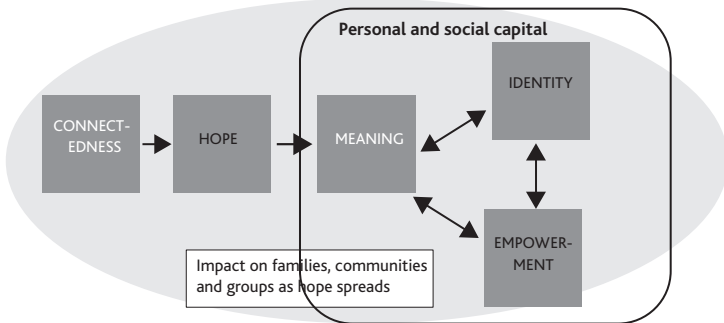 Personal and social capital
IDENTITY
CONNECT-
EDNESS
HOPE
MEANING
EMPOWER-
MENT
Impact on families, communities
and groups as hope spreads